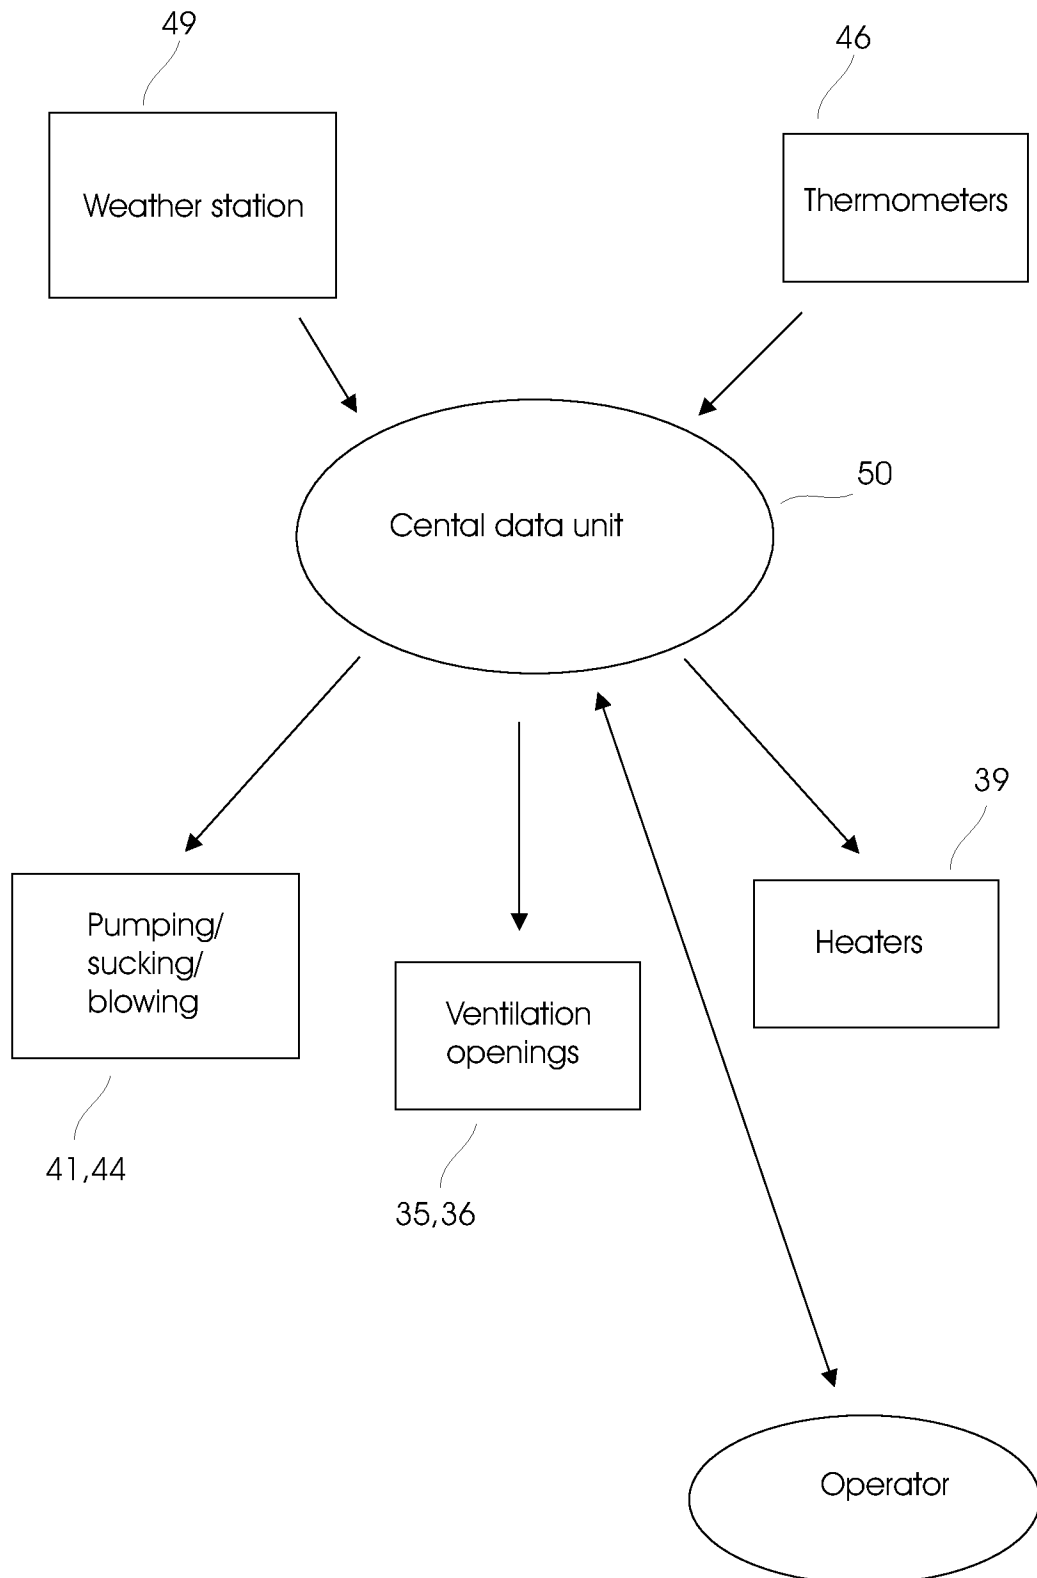 49
46
Weather station
Thermometers
50
Cental data unit
39
Pumping/
sucking/
blowing
Heaters
Ventilation
openings
41,44
35,36
Operator